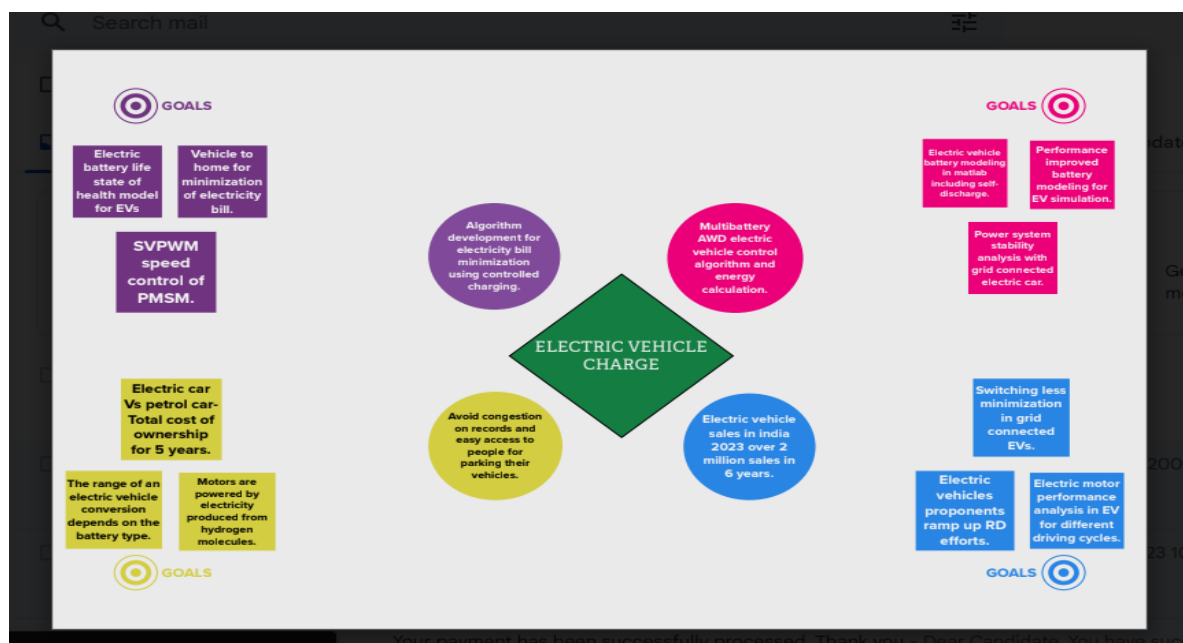 Search mail
GOALS
Electric
battery life
state of
health model
for EVs
Vehicle to
home for
minimization
of electricity
bill.
SVPWM
speed
control of
PMSM.
GOALS
Electric vehicle
battery modeling
in matlab
including self-
discharge.
Performance
improved
battery
modeling for
EV simulation.
Power system
stability
analysis with
grid connected
electric car.
Algorithm
development for
electricity bill
minimization
using controlled
charging.
Multibattery
AWD electric
vehicle control
algorithm and
energy
calculation.
ELECTRIC VEHICLE
CHARGE
Avoid congestion
on records and
easy access to
people for
parking their
vehicles.
Electric vehicle
sales in india
2023 over 2
million sales in
6 years.
Electric car
Vs petrol car-
Total cost of
ownership
for 5 years.
The range of an
electric vehicle
conversion
depends on the
battery type.
Motors are
powered by
electricity
produced from
hydrogen
molecules.
GOALS
Switching less
minimization
in grid
connected
EVs.
Electric
vehicles
proponents
ramp up RD
efforts.
Electric motor
performance
analysis in EV
for different
driving cycles.
GOALS
Your payment has been successfully processed. Thank you - Dear Candidate, You have